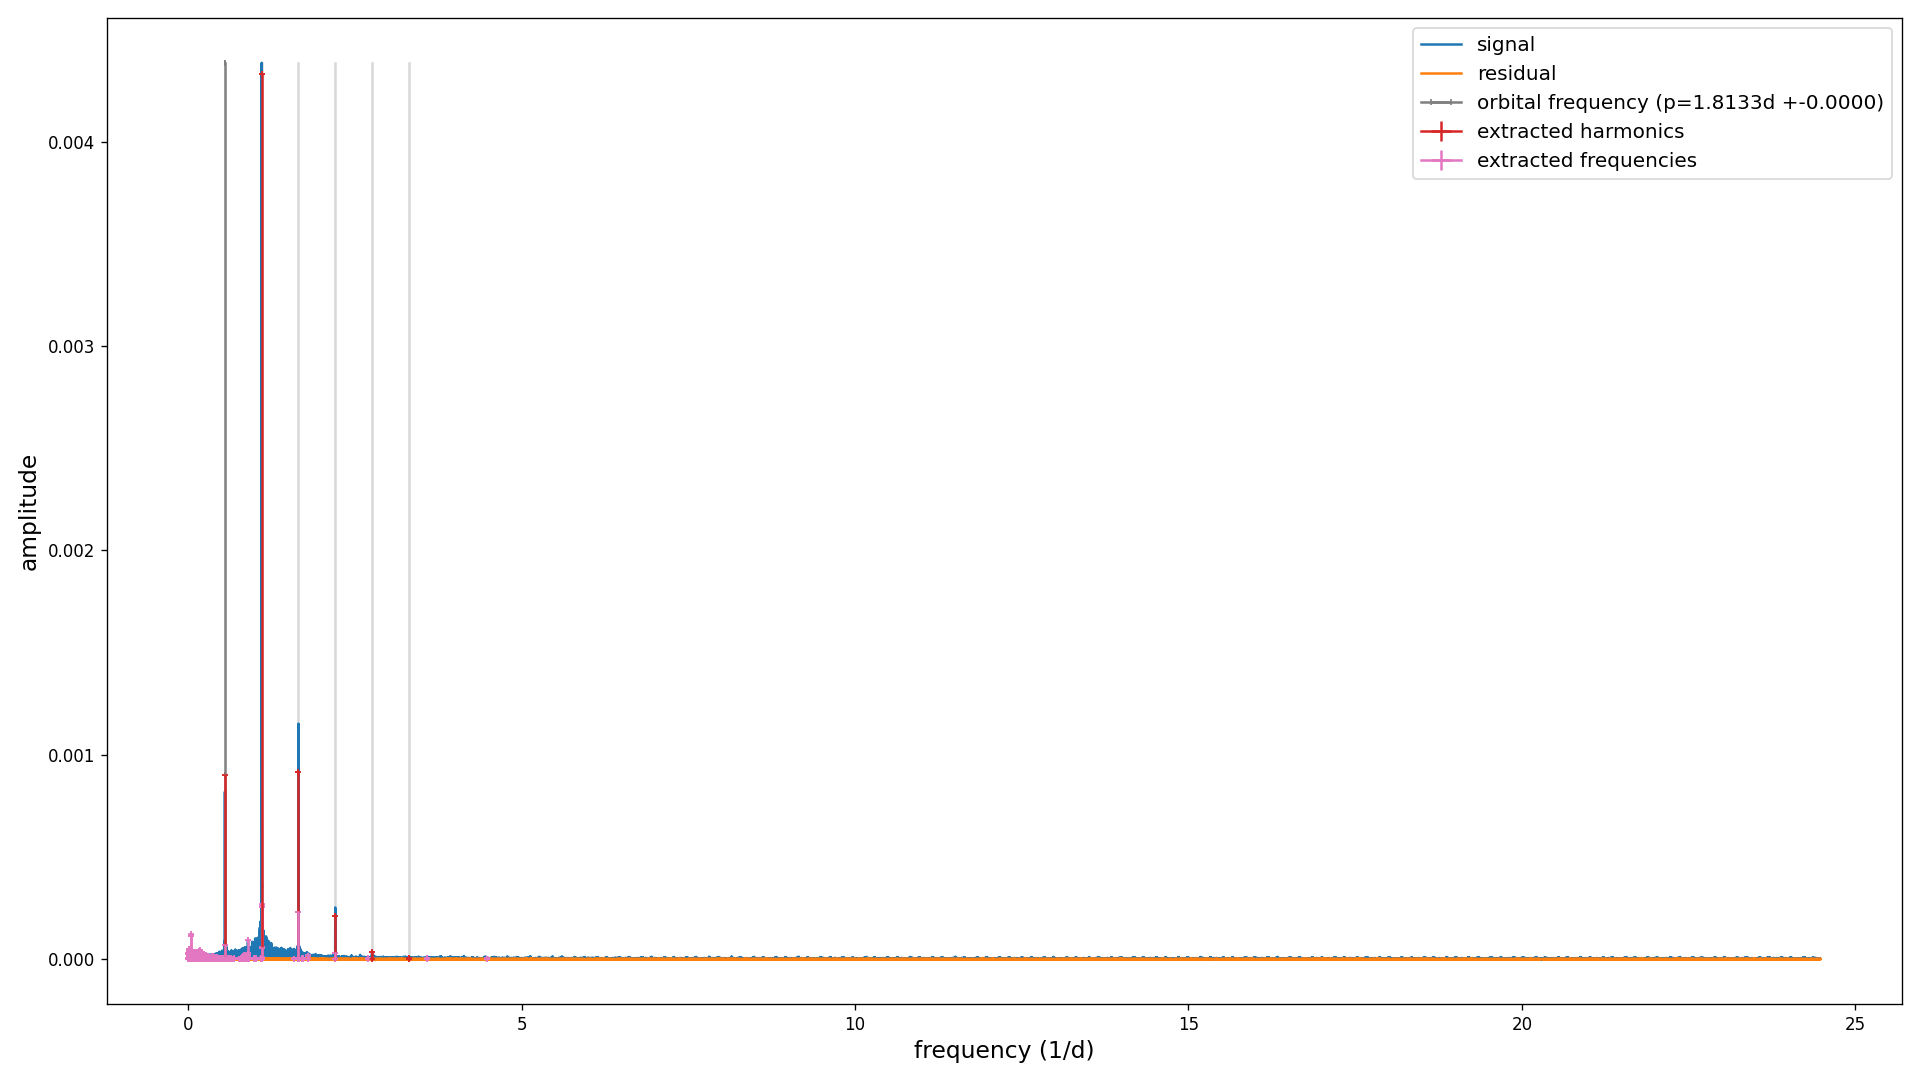 signal
residual
orbital frequency (p=1.8133d +-0.0000)
extracted harmonics
extracted frequencies
amplitude
0.004
0.003
0.002
0.001
0.000
0 5 10 15 20 25
frequency (1/d)